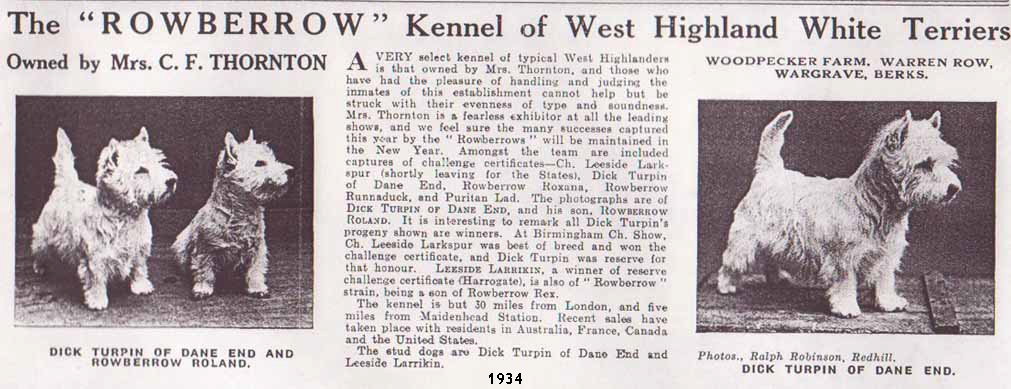 The "ROWBERROW" Kennel of West Highland White Terriers
Owned by Mrs. C. F. THORNTON
DICK TURPIN OF DANE END AND
ROWBERROW ROLAND.
A VERY select kennel of typical West Highlanders
is that owned by Mrs. Thornton, and those who
have had the pleasure of handling and judging the
inmates of this establishment cannot help but be
struck with their evenness of type and soundness.
Mrs. Thornton is a fearless exhibitor at all the leading
shows, and we feel sure the many successes captured
this year by the "Rowberrows" will be maintained
in the New Year. Amongst the team are included
captures of challenge certificates—Ch. Leeside Lark-
spur (shortly leaving for the States), Dick Turpin
of Dane End, Rowberrow Roxana, Rowberrow
Runnaduck, and Puritan Lad. The photographs are of
DICK TURPIN OF DANE END, and his son, ROWBERROW
ROLAND. It is interesting to remark all Dick Turpin's
progeny shown are winners. At Birmingham Ch. Show,
Ch. Leeside Larkspur was best of breed and won the
challenge certificate, and Dick Turpin was reserve for
that honour. LEESIDE LARRIKIN, a winner of reserve
challenge certificate (Harrogate), is also of "Rowberrow"
strain, being a son of Rowberrow Rex.
The kennel is but 30 miles from London, and five
miles from Maidenhead Station. Recent sales have
taken place with residents in Australia, France, Canada
and the United States.
The stud dogs are Dick Turpin of Dane End and
Leeside Larrikin.
WOODPECKER FARM, WARREN ROW,
WARGRAVE, BERKS.
Photos., Ralph Robinson, Redhill.
DICK TURPIN OF DANE END.
1934